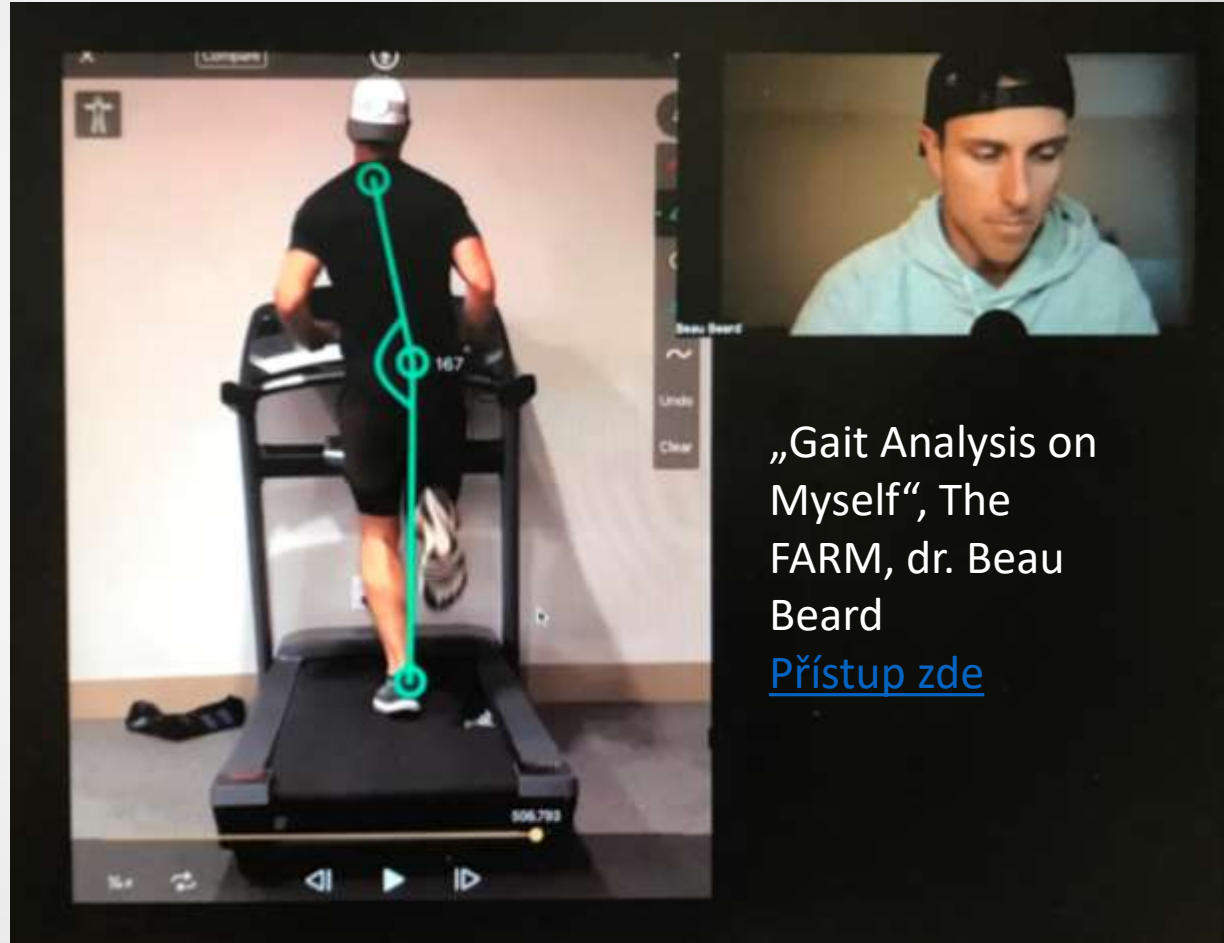 Compare
Beau Beard
167°
Undo
Clear
„Gait Analysis on
Myself“, The
FARM, dr. Beau
Beard
Přístup zde
506.793